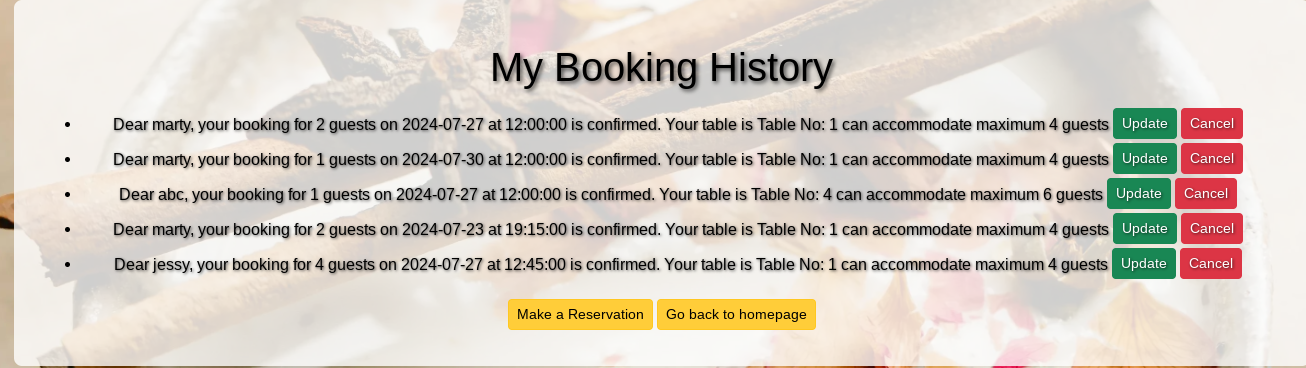 My Booking History
Dear marty, your booking for 2 guests on 2024-07-27 at 12:00:00 is confirmed. Your table is Table No: 1 can accommodate maximum 4 guests Update Cancel
Dear marty, your booking for 1 guests on 2024-07-30 at 12:00:00 is confirmed. Your table is Table No: 1 can accommodate maximum 4 guests Update Cancel
Dear abc, your booking for 1 guests on 2024-07-27 at 12:00:00 is confirmed. Your table is Table No: 4 can accommodate maximum 6 guests Update Cancel
Dear marty, your booking for 2 guests on 2024-07-23 at 19:15:00 is confirmed. Your table is Table No: 1 can accommodate maximum 4 guests Update Cancel
Dear jessy, your booking for 4 guests on 2024-07-27 at 12:45:00 is confirmed. Your table is Table No: 1 can accommodate maximum 4 guests Update Cancel
Make a Reservation Go back to homepage